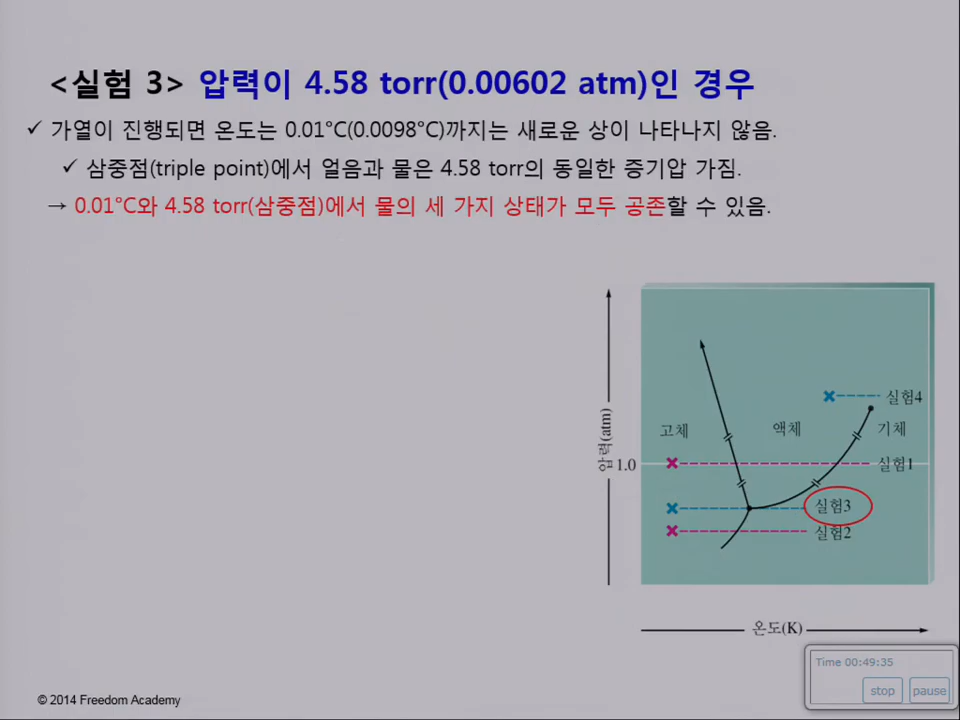 <실험 3> 압력이 4.58 torr(0.00602 atm)인 경우
✓ 가열이 진행되면 온도는 0.01°C(0.0098°C)까지는 새로운 상이 나타나지 않음.
✓ 삼중점(triple point)에서 얼음과 물은 4.58 torr의 동일한 증기압 가짐.
→ 0.01°C와 4.58 torr(삼중점)에서 물의 세 가지 상태가 모두 공존할 수 있음.
실험4
고체 액체 기체
압력(atm)
1.0
실험1
실험3
실험2
온도(K)
Time 00:49:35
stop pause
© 2014 Freedom Academy